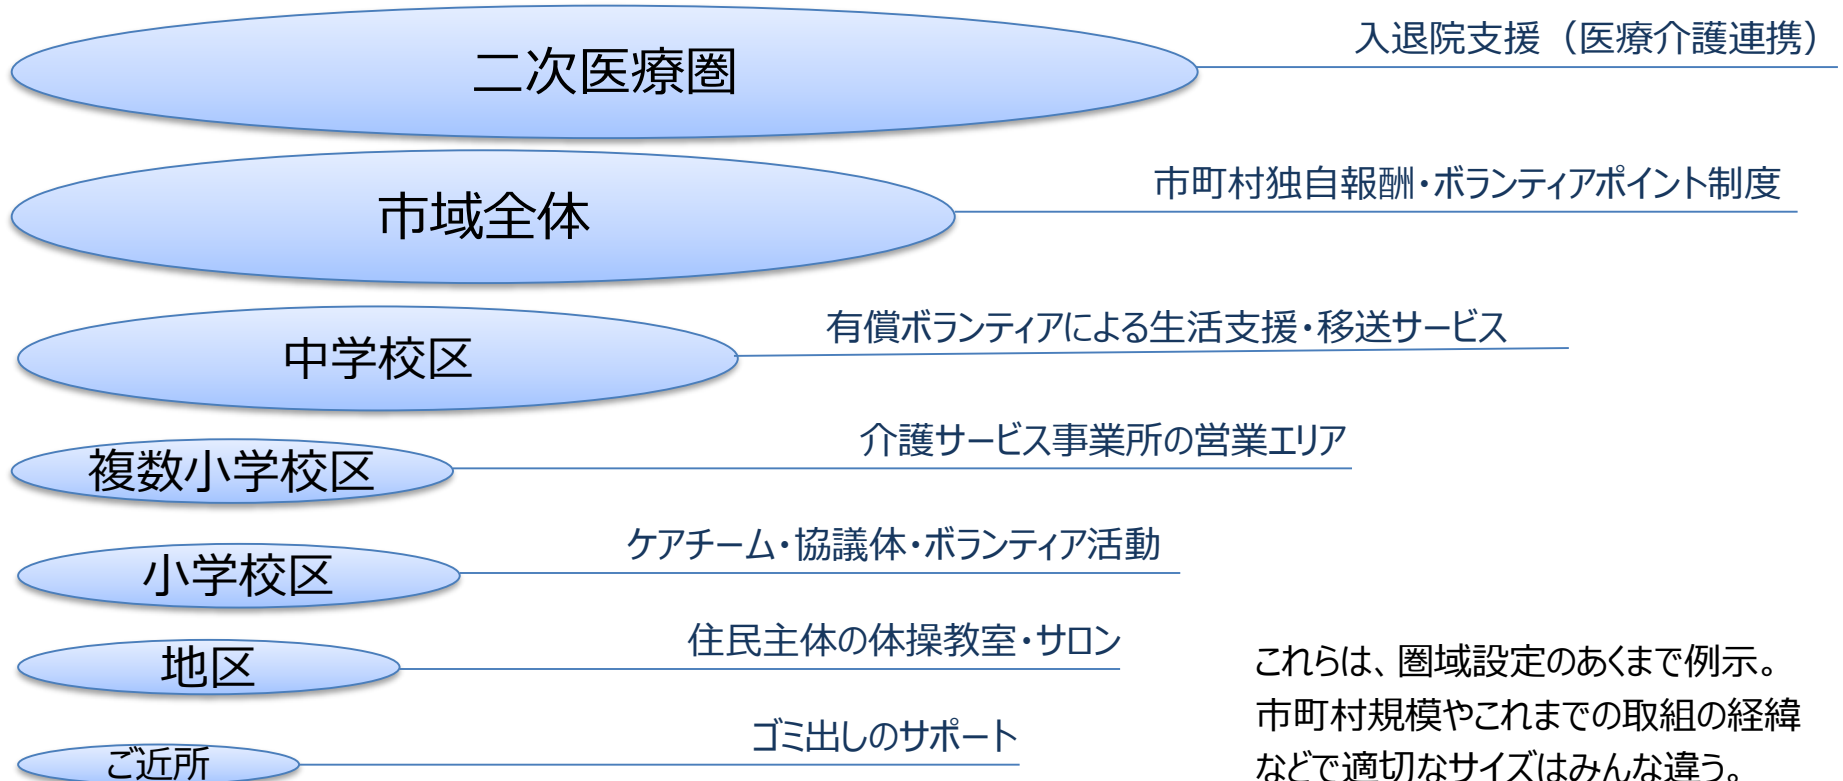 二次医療圏
入退院支援（医療介護連携）
市域全体
市町村独自報酬・ボランティアポイント制度
中学校区
有償ボランティアによる生活支援・移送サービス
複数小学校区
介護サービス事業所の営業エリア
小学校区
ケアチーム・協議体・ボランティア活動
地区
住民主体の体操教室・サロン
ご近所
ゴミ出しのサポート
これらは、圏域設定のあくまで例示。
市町村規模やこれまでの取組の経緯
などで適切なサイズはみんな違う。